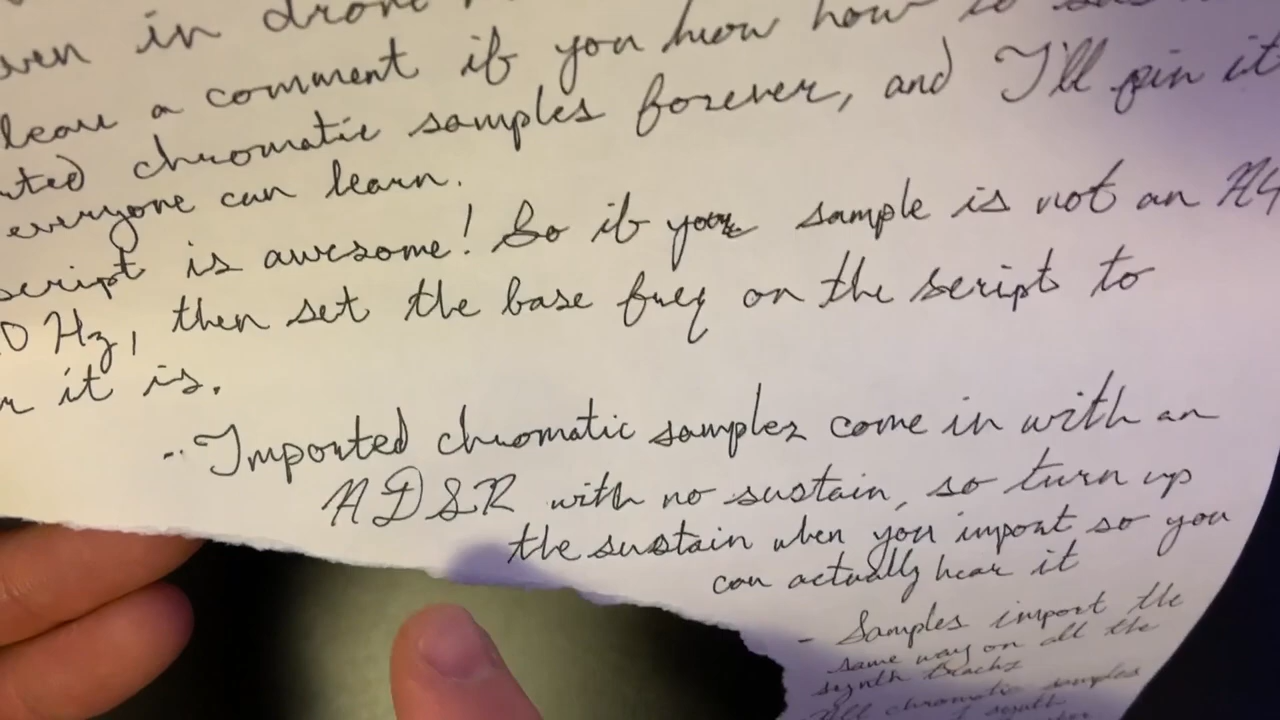 in drone
leave a comment if you know how to
chromatic samples forever, and I'll pin it
everyone can learn.
script is awesome! So if your sample is not an A4
0 Hz, then set the base freq on the script to
it is.
-- Imported chromatic samples come in with an
ADSR with no sustain, so turn up
the sustain when you import so you
can actually hear it
- Samples import the
same way on all the
synth tracks
All chromatic samples
synth